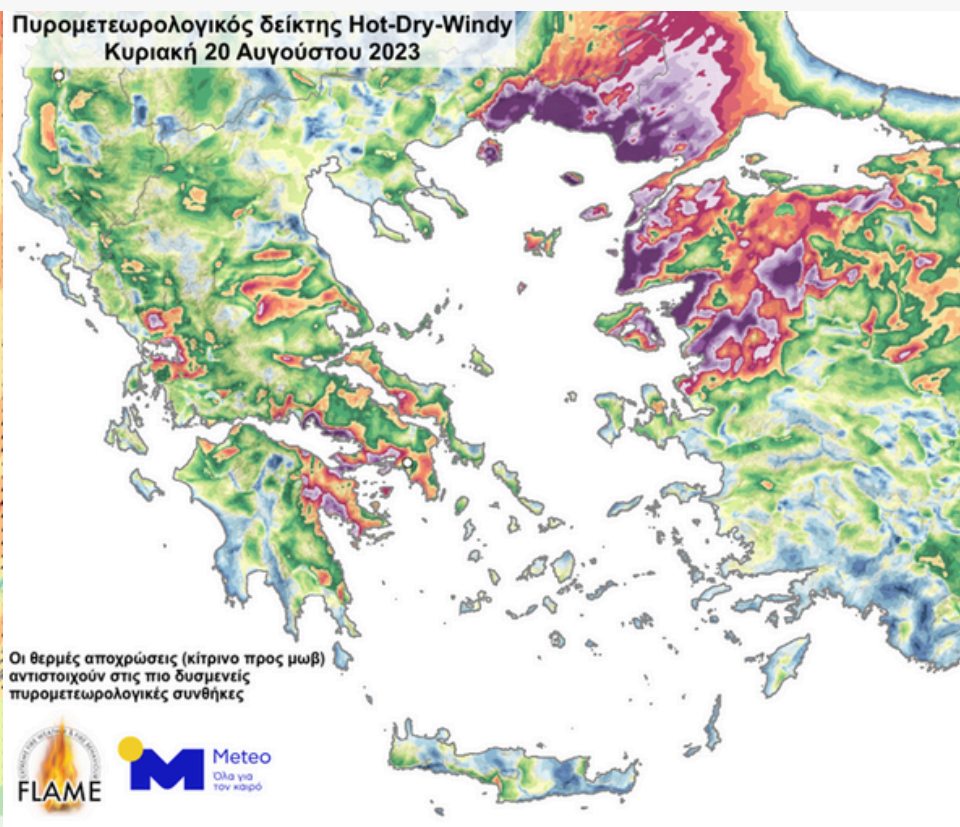 Πυρομετεωρολογικός δείκτης Hot-Dry-Windy
Κυριακή 20 Αυγούστου 2023
Οι θερμές αποχρώσεις (κίτρινο προς μωβ)
αντιστοιχούν στις πιο δυσμενείς
πυρομετεωρολογικές συνθήκες
FLAME
Meteo
Όλα για
τον καιρό